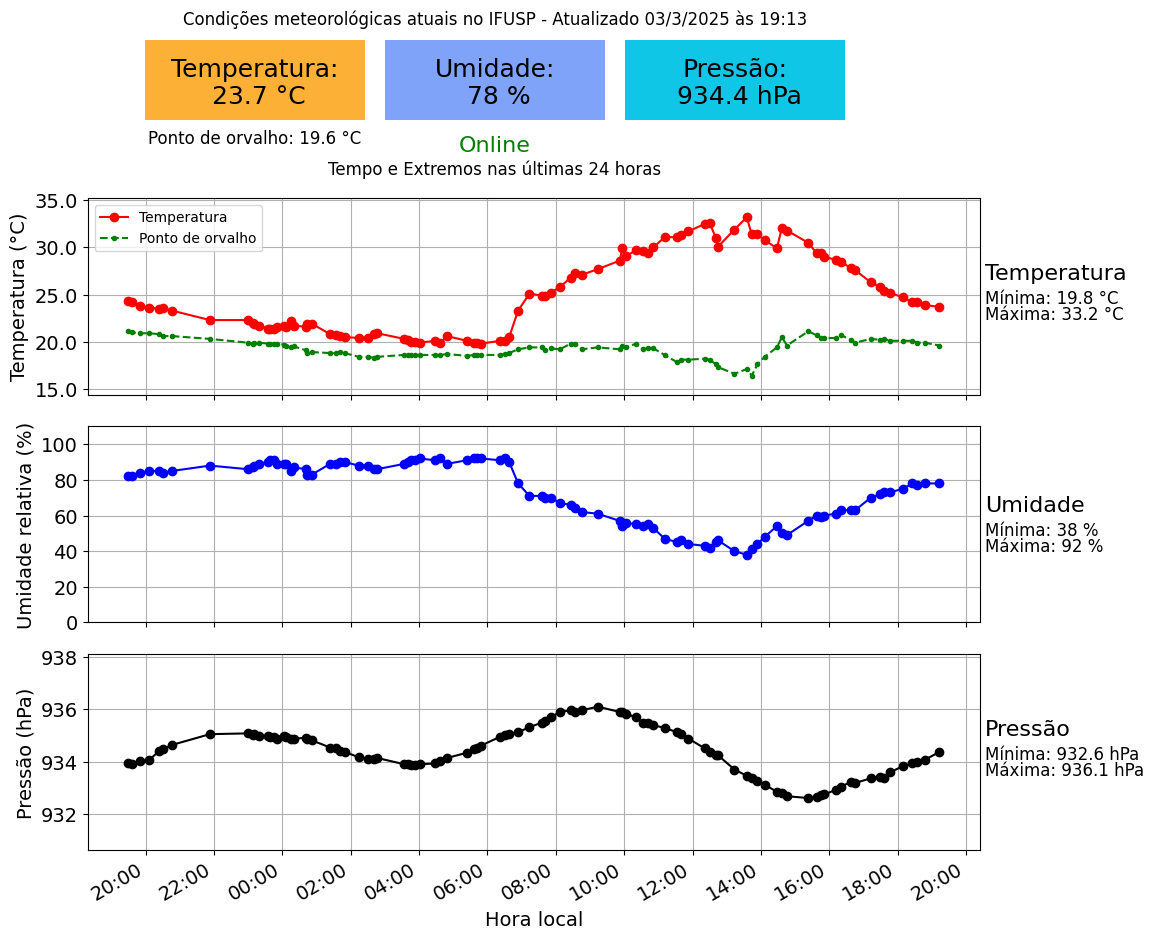 Condições meteorológicas atuais no IFUSP - Atualizado 03/3/2025 às 19:13
Temperatura:
23.7 °C
Umidade:
78 %
Pressão:
934.4 hPa
Ponto de orvalho: 19.6 °C
Online
Tempo e Extremos nas últimas 24 horas
Temperatura (°C)
35.0
30.0
25.0
20.0
15.0
Temperatura
Ponto de orvalho
Temperatura
Mínima: 19.8 °C
Máxima: 33.2 °C
Umidade relativa (%)
100
80
60
40
20
0
Umidade
Mínima: 38 %
Máxima: 92 %
Pressão (hPa)
938
936
934
932
Pressão
Mínima: 932.6 hPa
Máxima: 936.1 hPa
20:00 22:00 00:00 02:00 04:00 06:00 08:00 10:00 12:00 14:00 16:00 18:00 20:00
Hora local